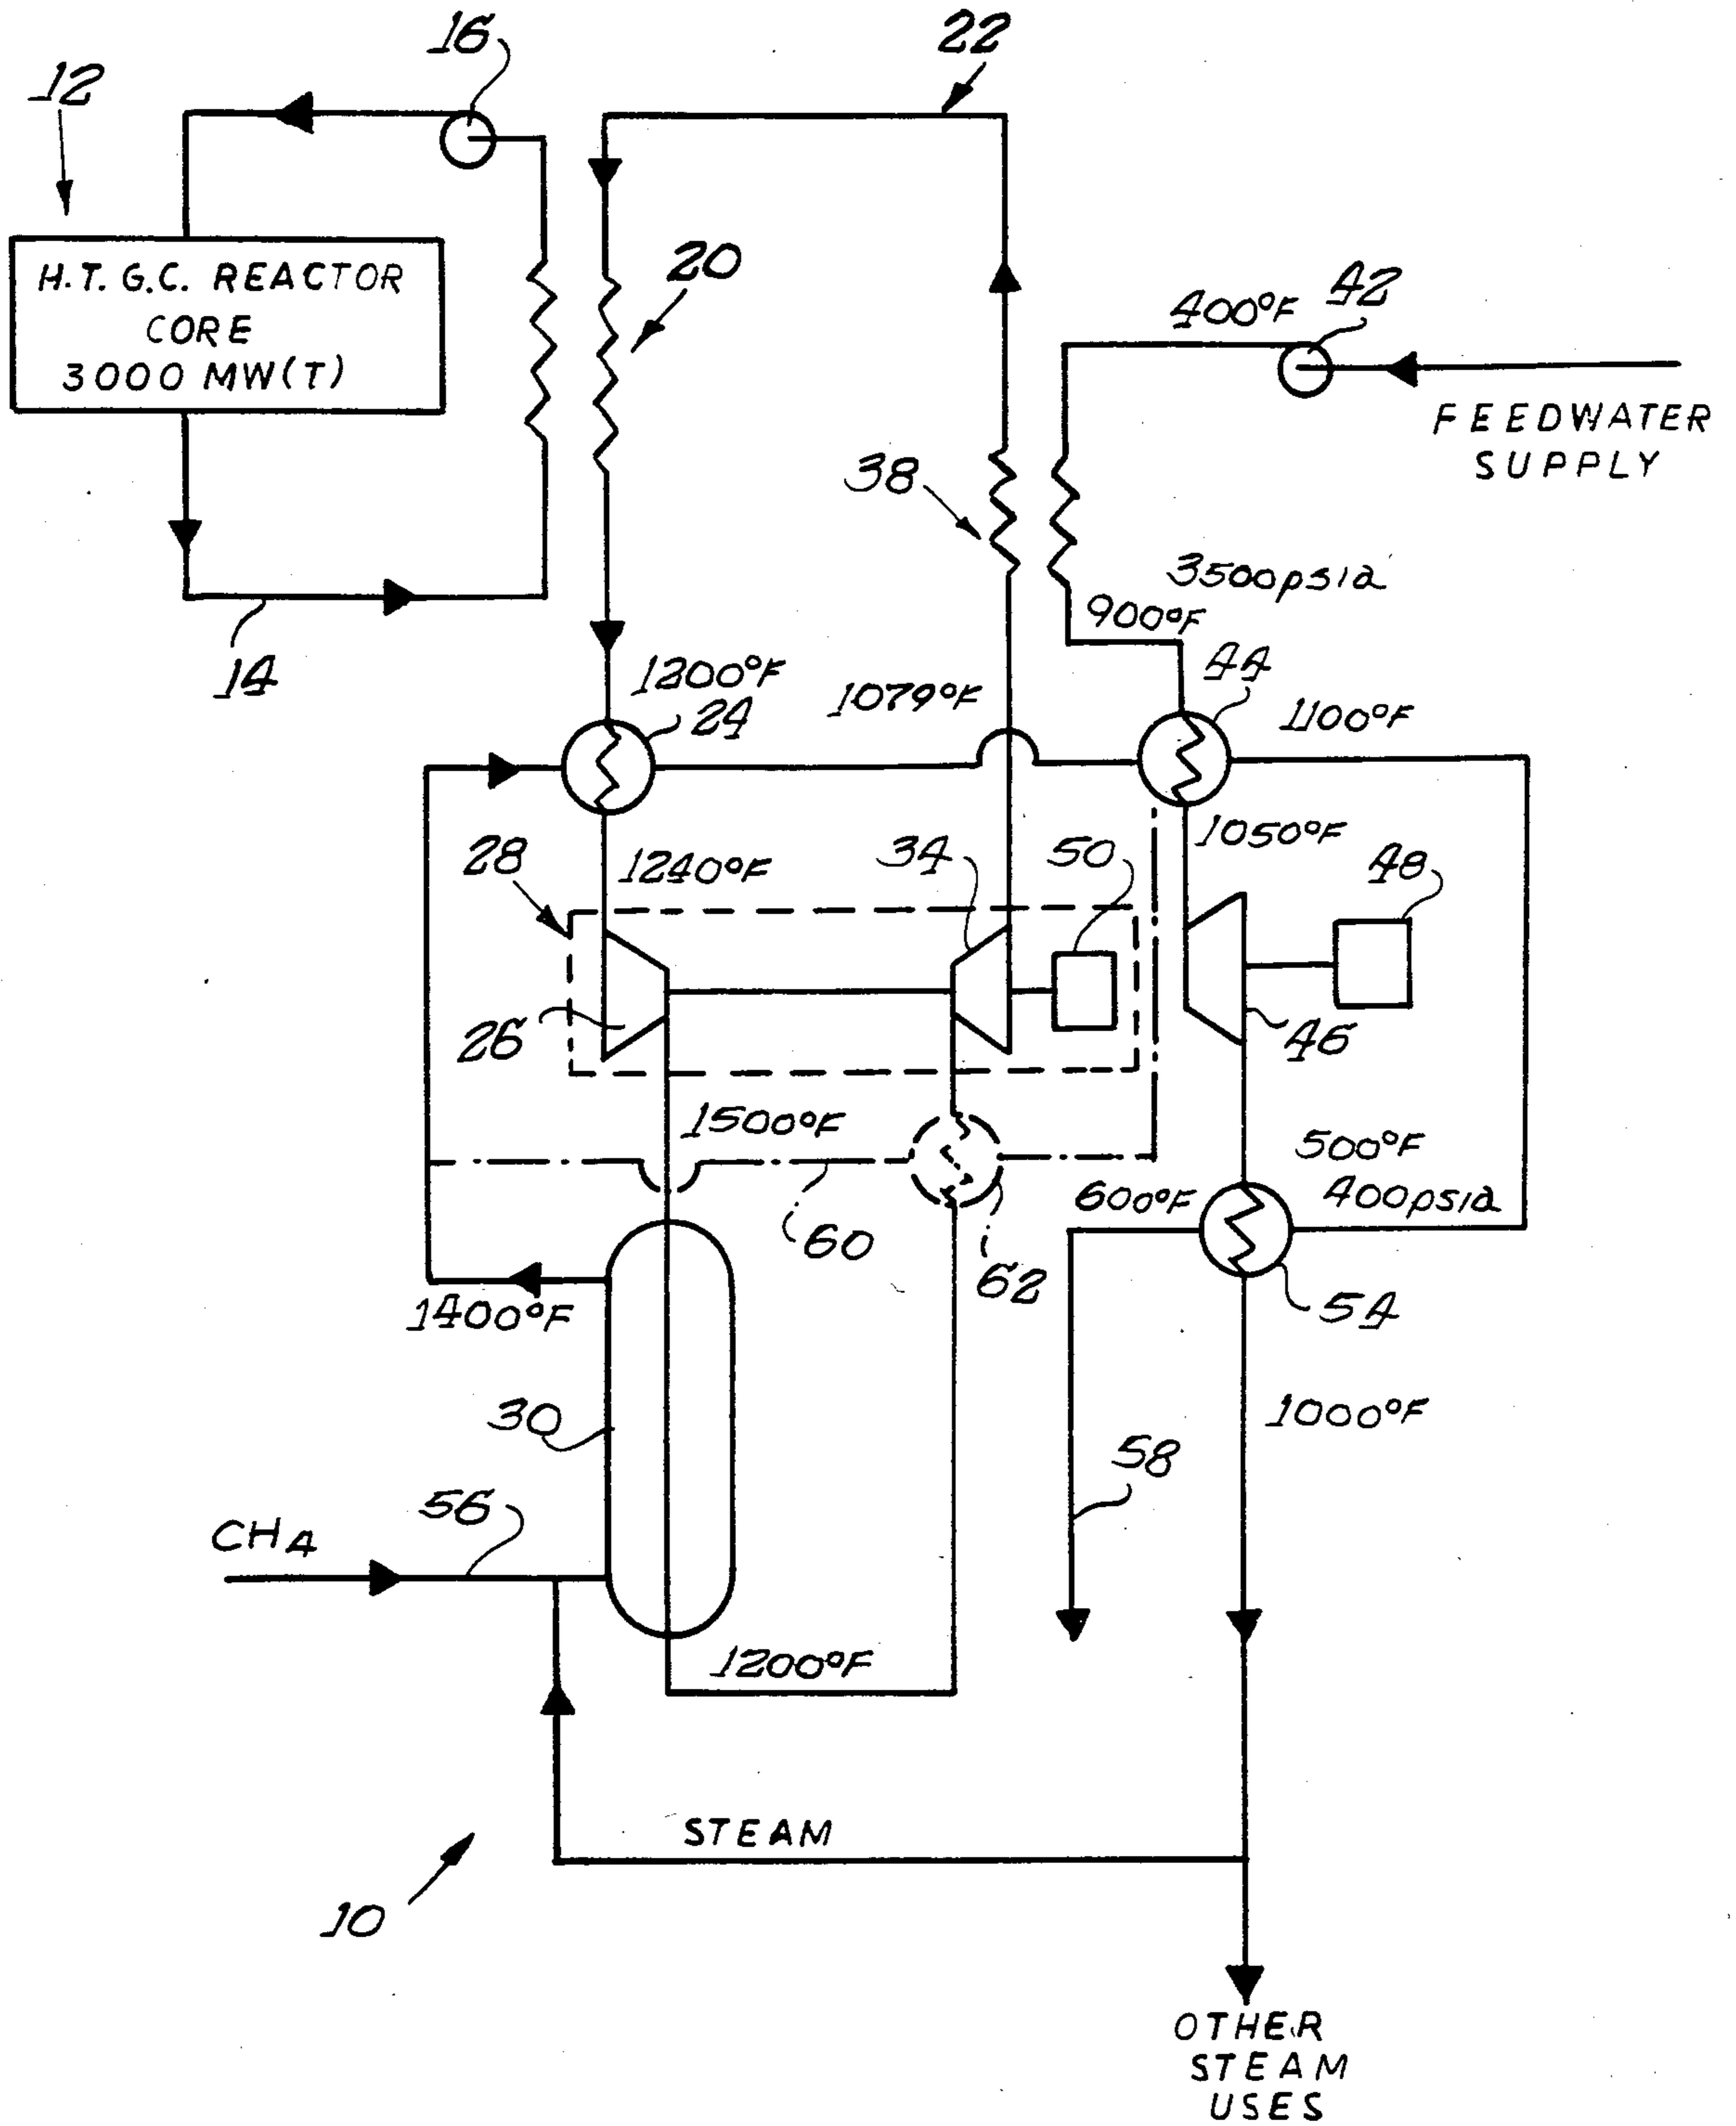 16
22
12
H.T.G.C. REACTOR
CORE
3000 MW(T)
20
400°F
42
FEEDWATER
SUPPLY
38
3500psia
900°F
14
1200°F
24
1079°F
44
1100°F
1050°F
28
1240°F
34
50
48
26
46
1500°F
500°F
400psia
600°F
60
62
54
1400°F
30
1000°F
58
56
CH4
1200°F
STEAM
10
OTHER
STEAM
USES